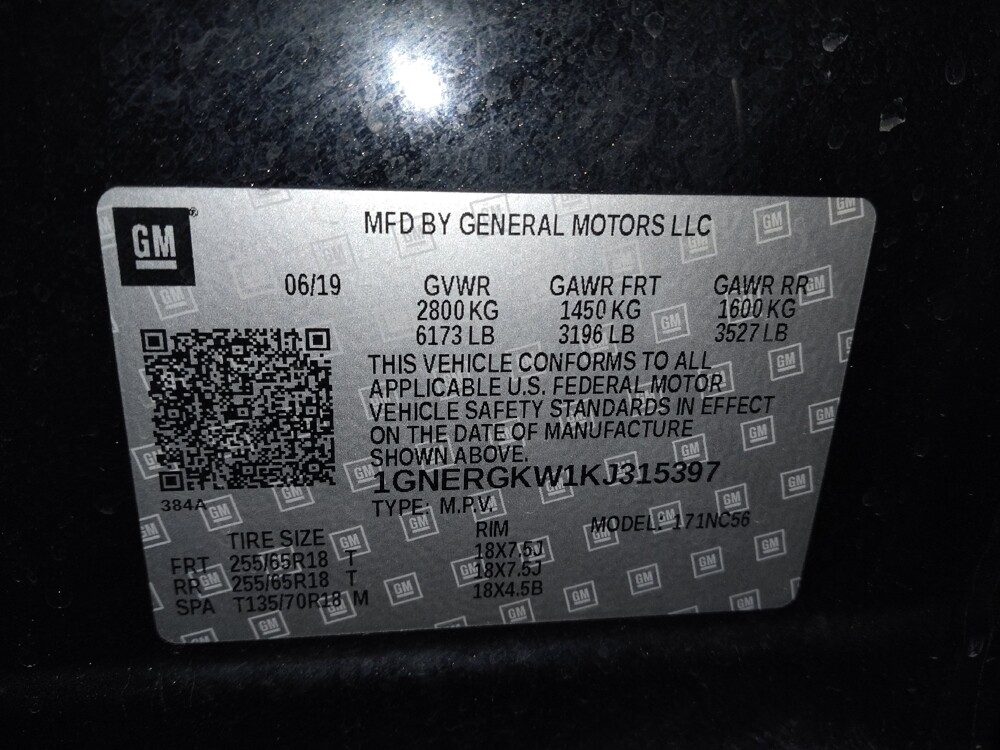 GM
MFD BY GENERAL MOTORS LLC
06/19 GVWR GAWR FRT GAWR RR
2800 KG 1450 KG 1600 KG
6173 LB 3196 LB 3527 LB
THIS VEHICLE CONFORMS TO ALL
APPLICABLE U.S. FEDERAL MOTOR
VEHICLE SAFETY STANDARDS IN EFFECT
ON THE DATE OF MANUFACTURE
SHOWN ABOVE.
1GNERGKW1KJ315397
384A
TYPE: M.P.V.
MODEL: 171NC56
TIRE SIZE RIM
FRT 255/65R18 T 18X7.5J
RR 255/65R18 T 18X7.5J
SPA T135/70R18 M 18X4.5B